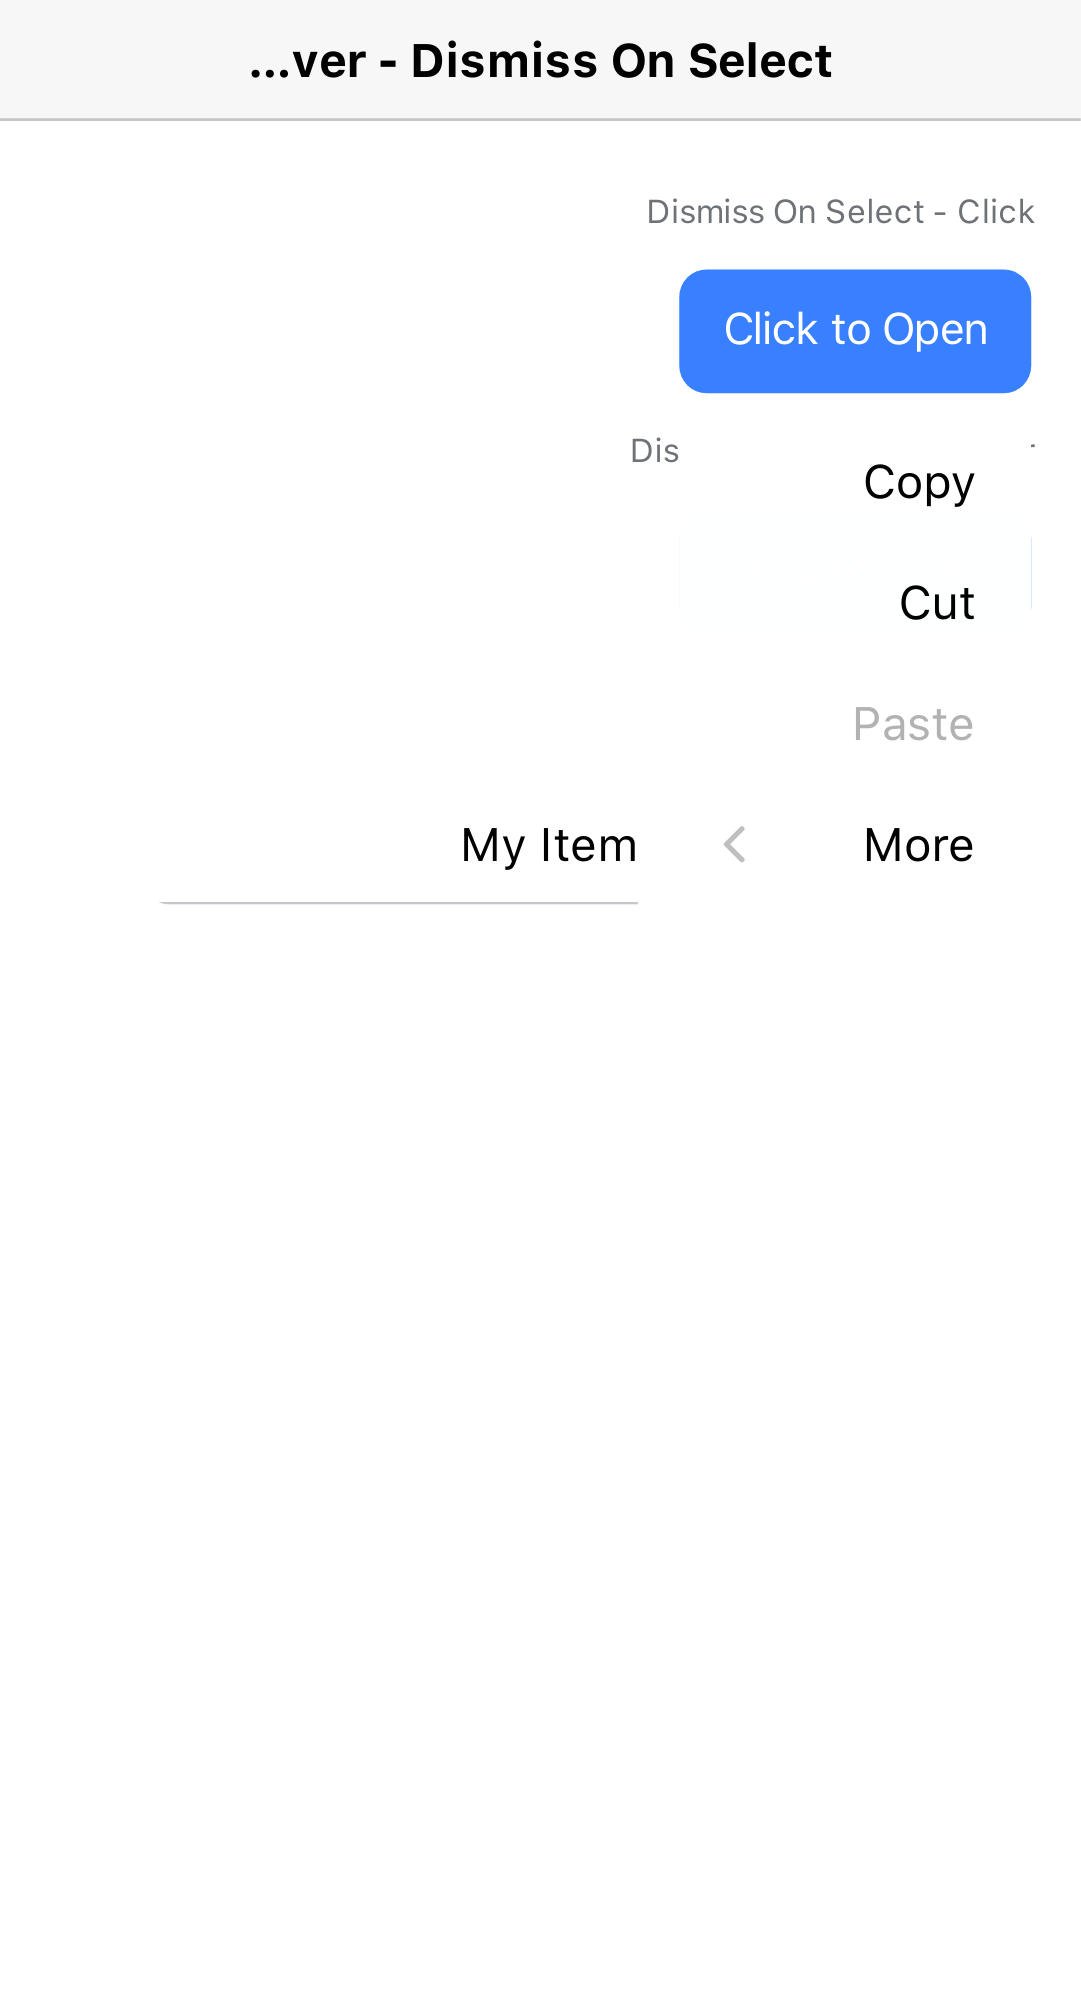 ...ver - Dismiss On Select
Dismiss On Select - Click
Click to Open
Dis
Copy
Cut
Paste
More
My Item